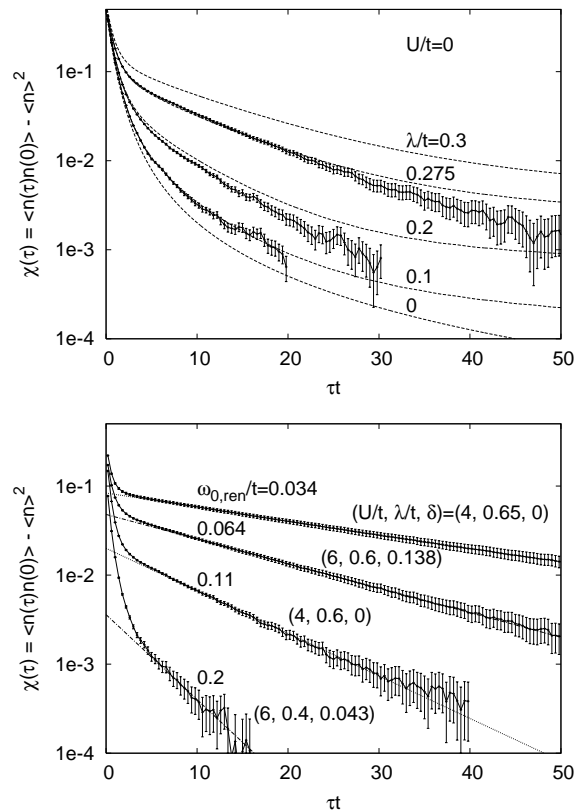 U/t=0
1e-1
λ/t=0.3
0.275
1e-2
0.2
1e-3
0.1
0
1e-4
0 10 20 30 40 50
τt
χ(τ) = <n(τ)n(0)> - <n>²
1e-1
ω₀,ren/t=0.034
(U/t, λ/t, δ)=(4, 0.65, 0)
0.064
(6, 0.6, 0.138)
1e-2
0.11
(4, 0.6, 0)
1e-3
0.2
(6, 0.4, 0.043)
1e-4
0 10 20 30 40 50
τt
χ(τ) = <n(τ)n(0)> - <n>²